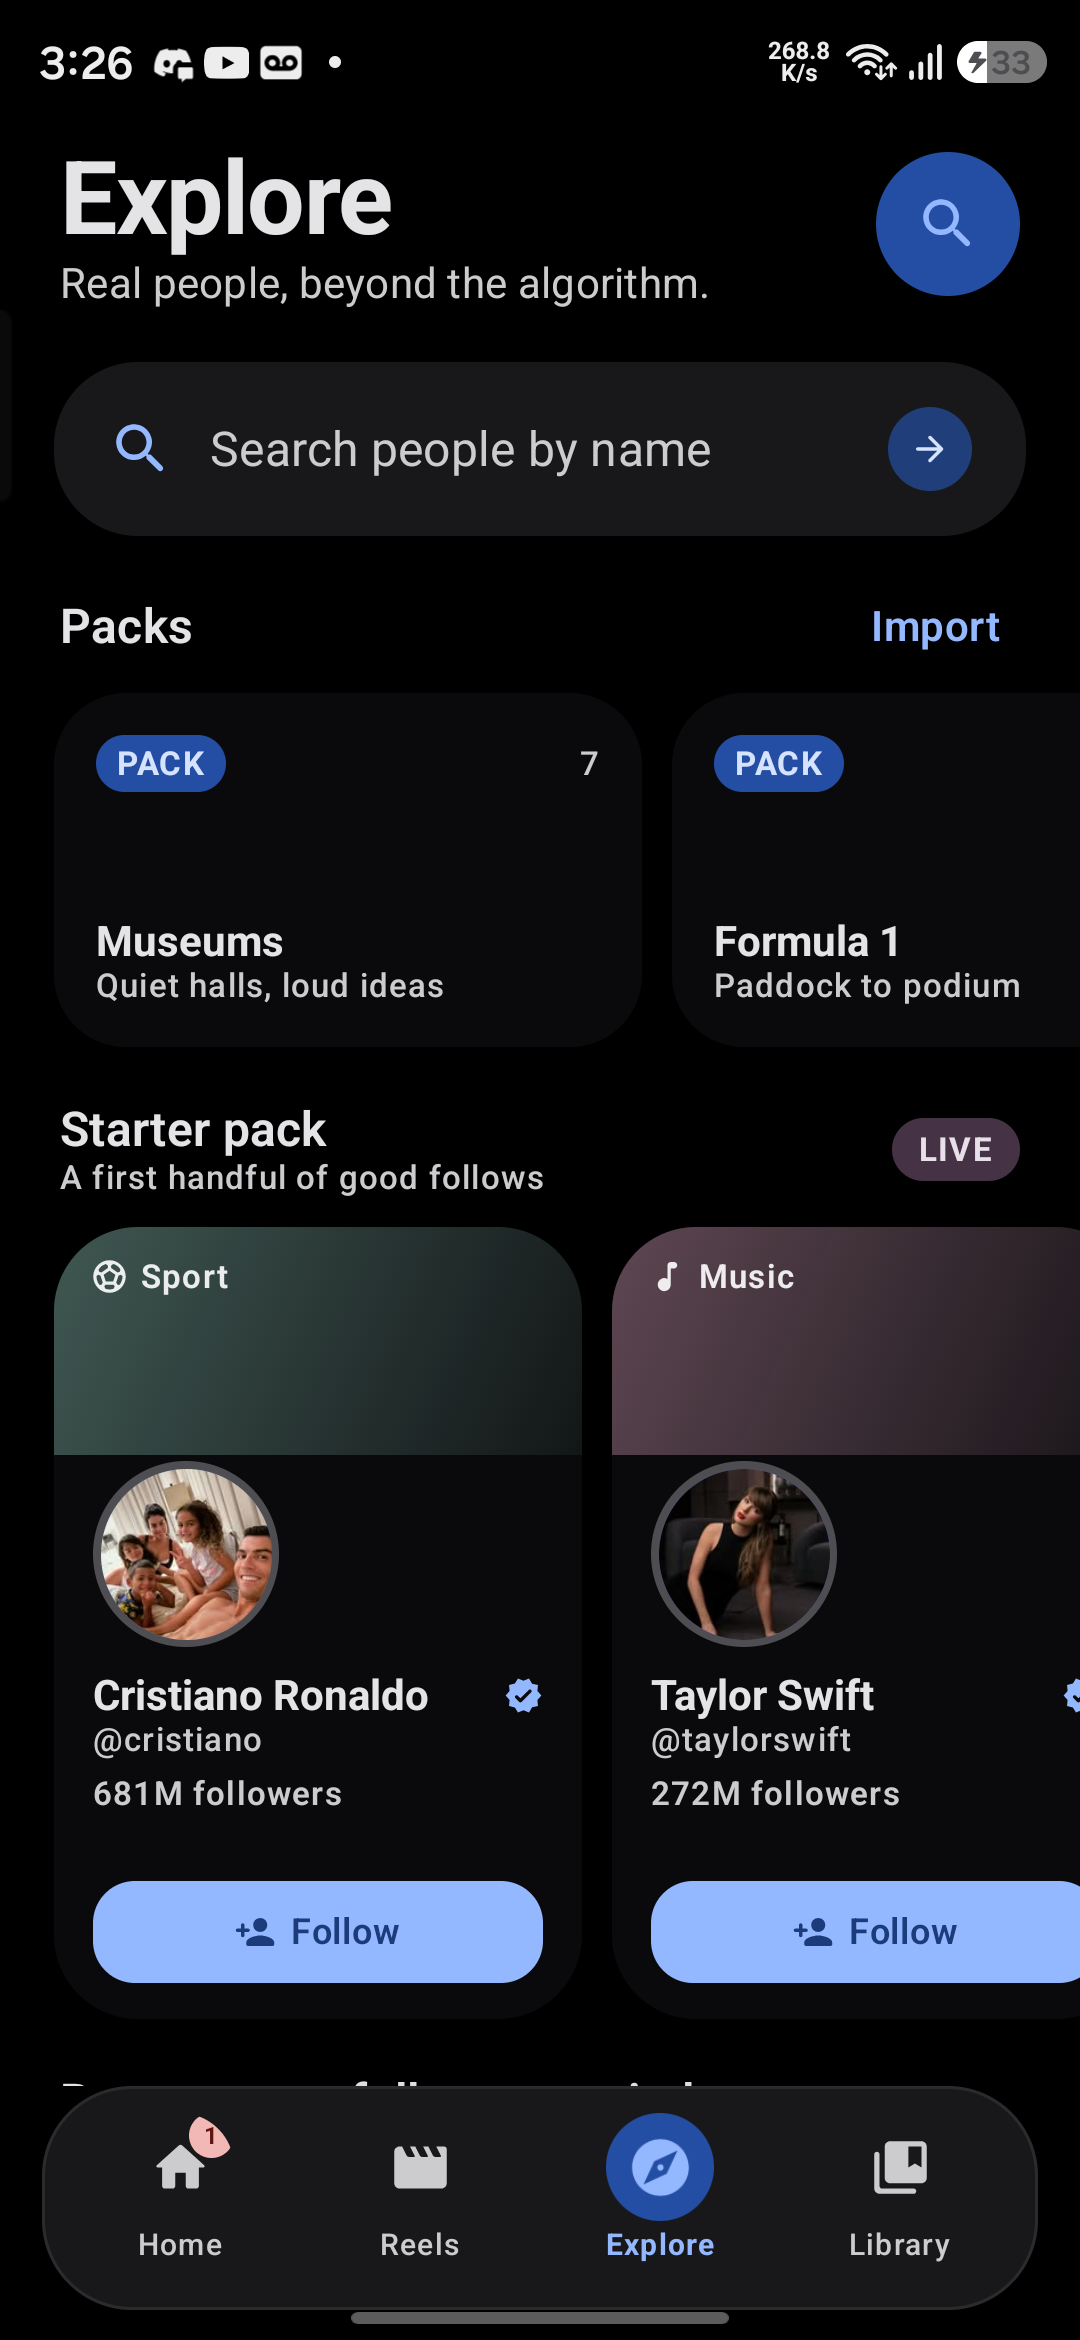 3:26
268.8
K/s
33
Explore
Real people, beyond the algorithm.
Search people by name
Packs
Import
PACK
7
PACK
Museums
Quiet halls, loud ideas
Formula 1
Paddock to podium
Starter pack
A first handful of good follows
LIVE
Sport
Music
Cristiano Ronaldo
@cristiano
681M followers
Taylor Swift
@taylorswift
272M followers
Follow
Follow
1
Home
Reels
Explore
Library